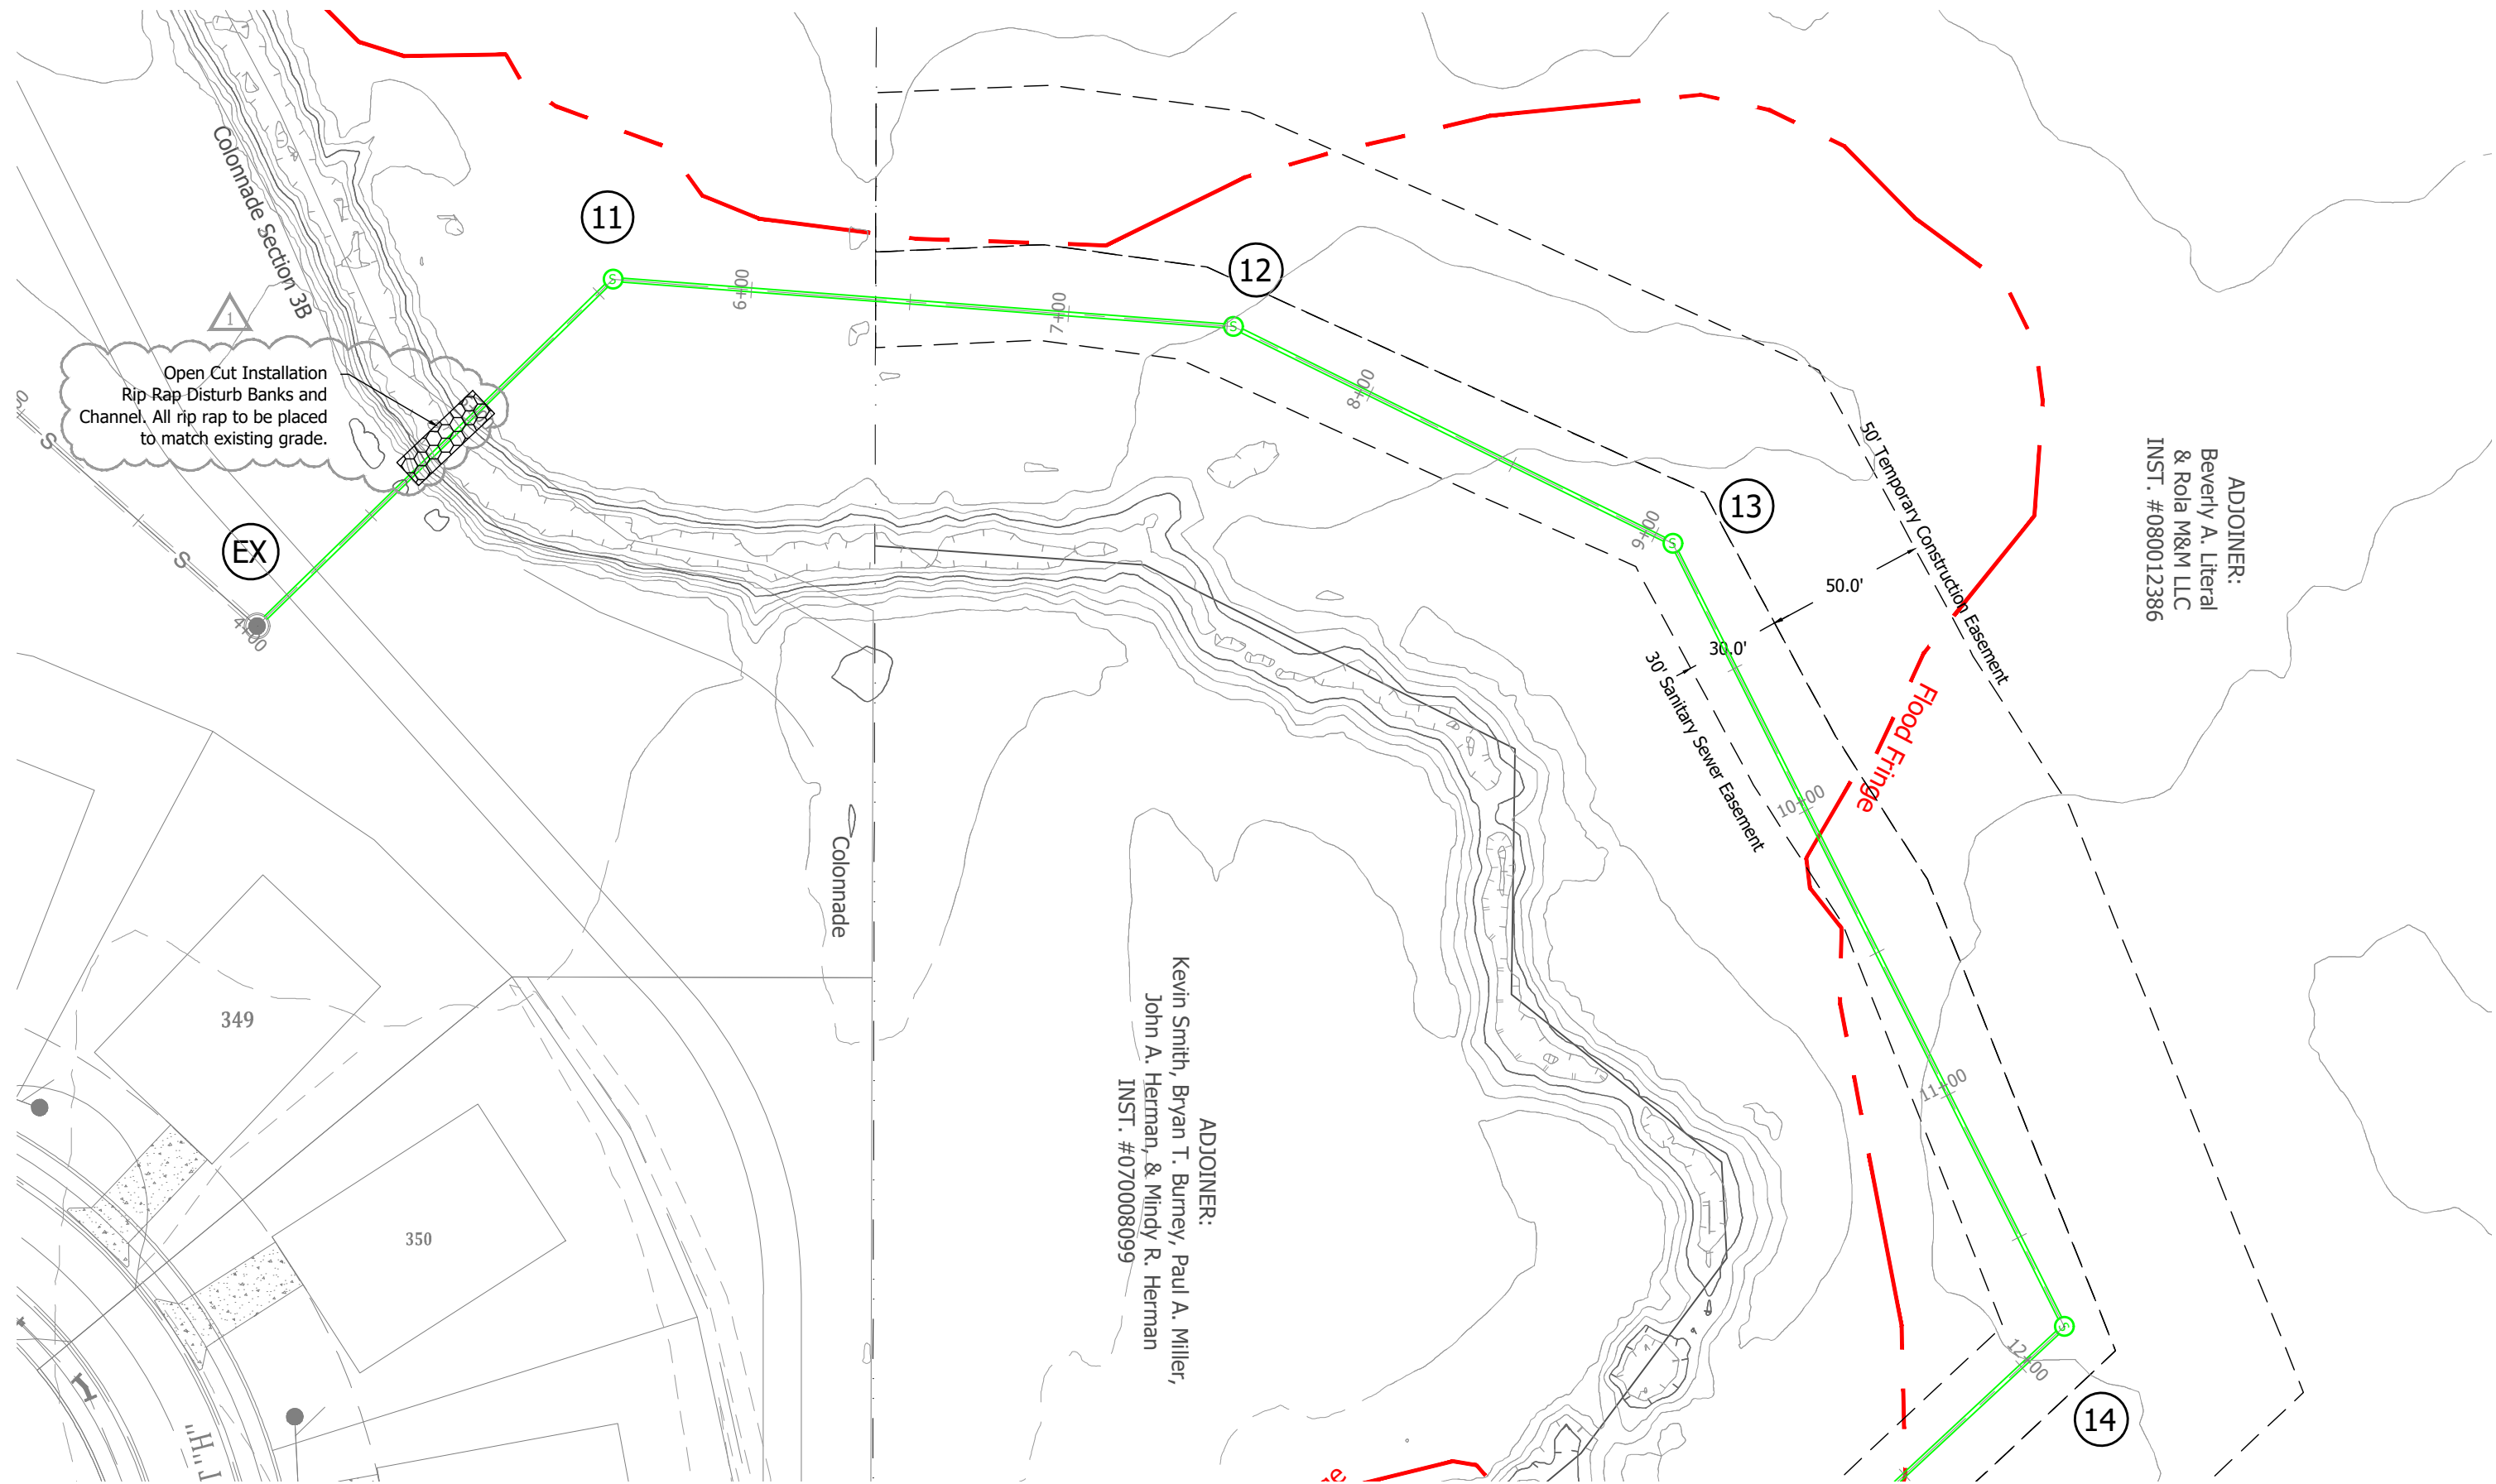 11
12
13
14
EX
Colonnade Section 3B
1
Open Cut Installation
Rip Rap Disturb Banks and
Channel. All rip rap to be placed
to match existing grade.
S
S
4+00
S
6+00
7+00
S
8+00
9+00
S
10+00
11+00
S
12+00
50' Temporary Construction Easement
50.0'
30.0'
30' Sanitary Sewer Easement
Flood Fringe
ADJOINER:
Beverly A. Literal
& Rola M&M LLC
INST. #080012386
Colonnade
ADJOINER:
Kevin Smith, Bryan T. Burney, Paul A. Miller,
John A. Herman, & Mindy R. Herman
INST. #070008099
349
350
"H"